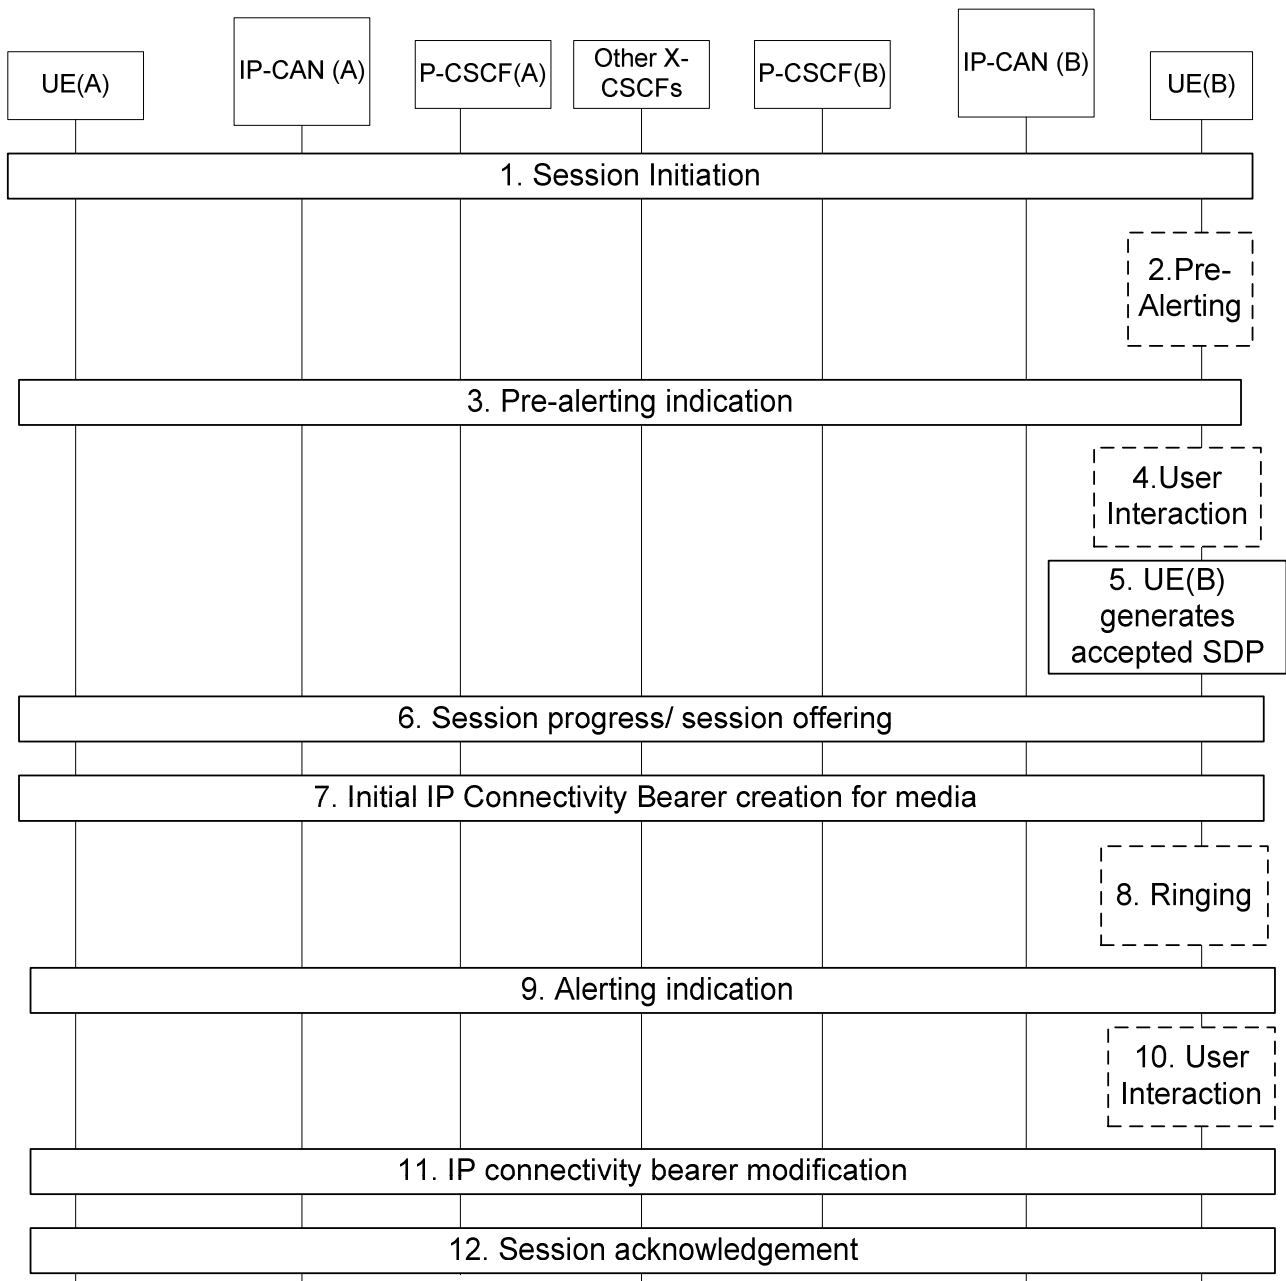 UE(A)
IP-CAN (A)
P-CSCF(A)
Other X-
CSCFs
P-CSCF(B)
IP-CAN (B)
UE(B)
1. Session Initiation
2.Pre-
Alerting
3. Pre-alerting indication
4.User
Interaction
5. UE(B)
generates
accepted SDP
6. Session progress/ session offering
7. Initial IP Connectivity Bearer creation for media
8. Ringing
9. Alerting indication
10. User
Interaction
11. IP connectivity bearer modification
12. Session acknowledgement